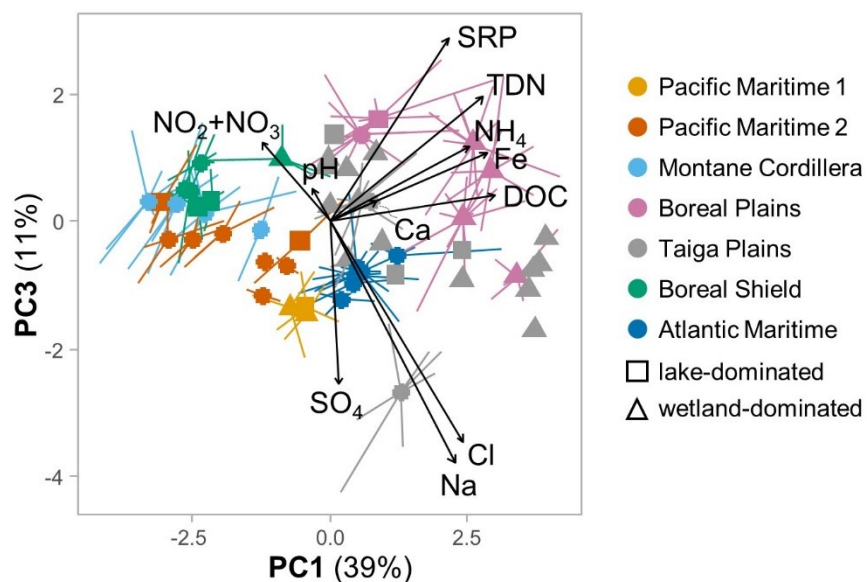 SRP
TDN
NO₂+NO₃
NH₄
Fe
pH
DOC
Ca
SO₄
Cl
Na
2
0
-2
-4
PC3 (11%)
-2.5
0.0
2.5
PC1 (39%)
Pacific Maritime 1
Pacific Maritime 2
Montane Cordillera
Boreal Plains
Taiga Plains
Boreal Shield
Atlantic Maritime
lake-dominated
wetland-dominated